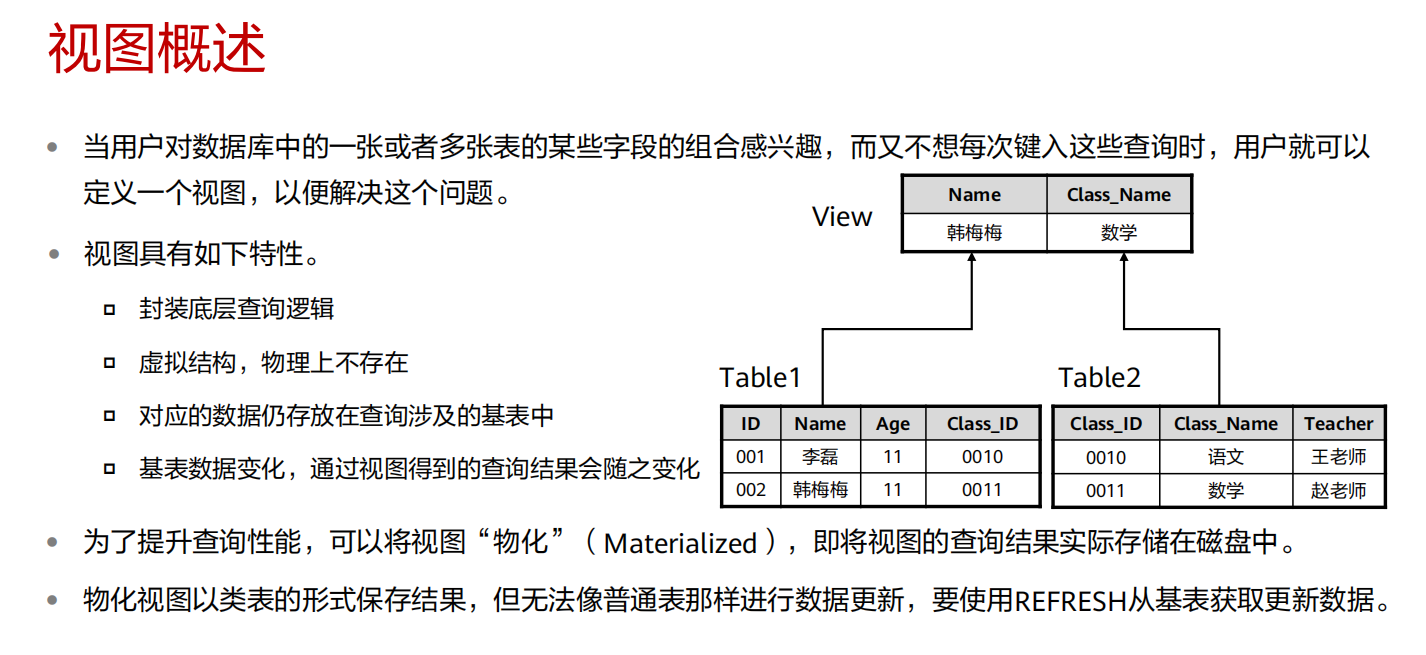 视图概述
• 当用户对数据库中的一张或者多张表的某些字段的组合感兴趣，而又不想每次键入这些查询时，用户就可以
定义一个视图，以便解决这个问题。
• 视图具有如下特性。
▫ 封装底层查询逻辑
▫ 虚拟结构，物理上不存在
▫ 对应的数据仍存放在查询涉及的基表中
▫ 基表数据变化，通过视图得到的查询结果会随之变化
View
Name Class_Name
韩梅梅 数学
Table1
ID Name Age Class_ID
001 李磊 11 0010
002 韩梅梅 11 0011
Table2
Class_ID Class_Name Teacher
0010 语文 王老师
0011 数学 赵老师
• 为了提升查询性能，可以将视图“物化”（Materialized），即将视图的查询结果实际存储在磁盘中。
• 物化视图以类表的形式保存结果，但无法像普通表那样进行数据更新，要使用REFRESH从基表获取更新数据。